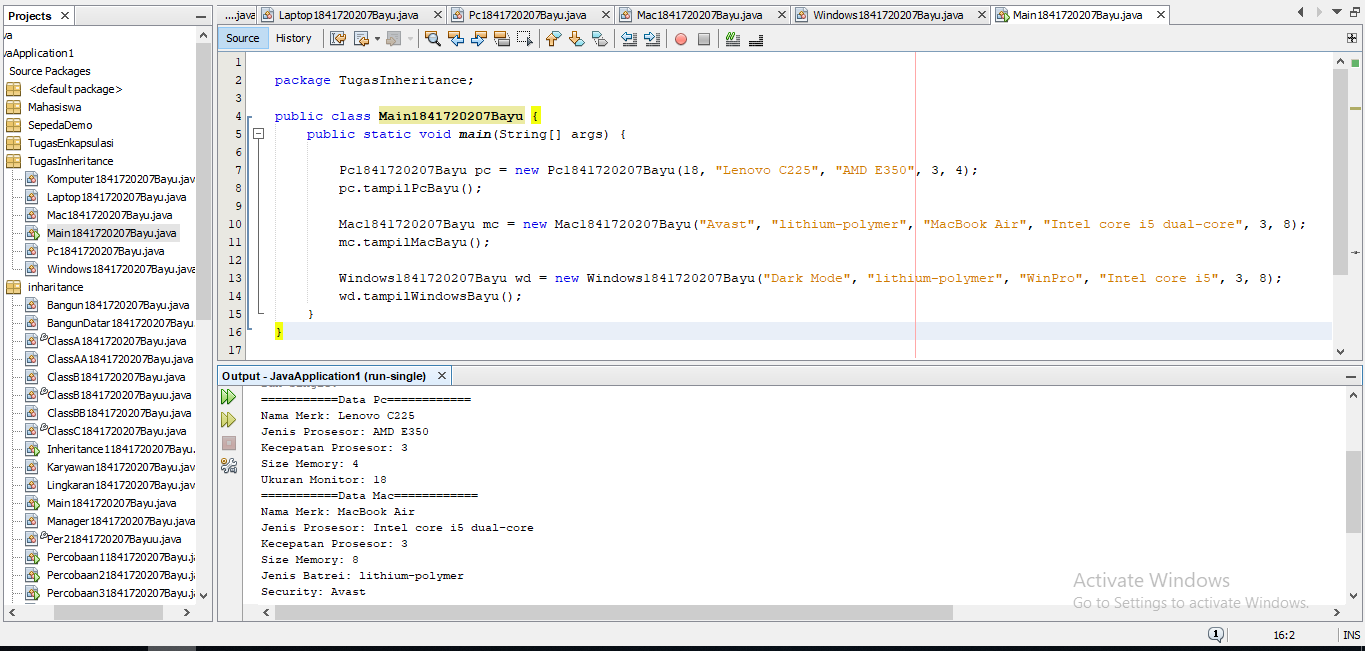 Projects
va
vaApplication1
Source Packages
<default package>
Mahasiswa
SepedaDemo
TugasEnkapsulasi
TugasInheritance
Komputer1841720207Bayu.jav
Laptop1841720207Bayu.java
Mac1841720207Bayu.java
Main1841720207Bayu.java
Pc1841720207Bayu.java
Windows1841720207Bayu.java
inharitance
Bangun1841720207Bayu.java
BangunDatar1841720207Bayu
ClassA1841720207Bayu.java
ClassAA1841720207Bayu.java
ClassB1841720207Bayu.java
ClassB1841720207Bayuu.java
ClassBB1841720207Bayu.java
ClassC1841720207Bayu.java
Inheritance11841720207Bayu.
Karyawan1841720207Bayu.jav
Lingkaran1841720207Bayu.jav
Main1841720207Bayu.java
Manager1841720207Bayu.java
Per21841720207Bayuu.java
Percobaan11841720207Bayu.j
Percobaan21841720207Bayu.j
Percobaan31841720207Bayu.j
....java Laptop1841720207Bayu.java Pc1841720207Bayu.java Mac1841720207Bayu.java Windows1841720207Bayu.java Main1841720207Bayu.java
Source History
1
2 package TugasInheritance;
3
4 public class Main1841720207Bayu {
5 public static void main(String[] args) {
6
7 Pc1841720207Bayu pc = new Pc1841720207Bayu(18, "Lenovo C225", "AMD E350", 3, 4);
8 pc.tampilPcBayu();
9
10 Mac1841720207Bayu mc = new Mac1841720207Bayu("Avast", "lithium-polymer", "MacBook Air", "Intel core i5 dual-core", 3, 8);
11 mc.tampilMacBayu();
12
13 Windows1841720207Bayu wd = new Windows1841720207Bayu("Dark Mode", "lithium-polymer", "WinPro", "Intel core i5", 3, 8);
14 wd.tampilWindowsBayu();
15 }
16 }
17
Output - JavaApplication1 (run-single)
===========Data Pc============
Nama Merk: Lenovo C225
Jenis Prosesor: AMD E350
Kecepatan Prosesor: 3
Size Memory: 4
Ukuran Monitor: 18
===========Data Mac============
Nama Merk: MacBook Air
Jenis Prosesor: Intel core i5 dual-core
Kecepatan Prosesor: 3
Size Memory: 8
Jenis Batrei: lithium-polymer
Security: Avast
Activate Windows
Go to Settings to activate Windows.
1 16:2 INS